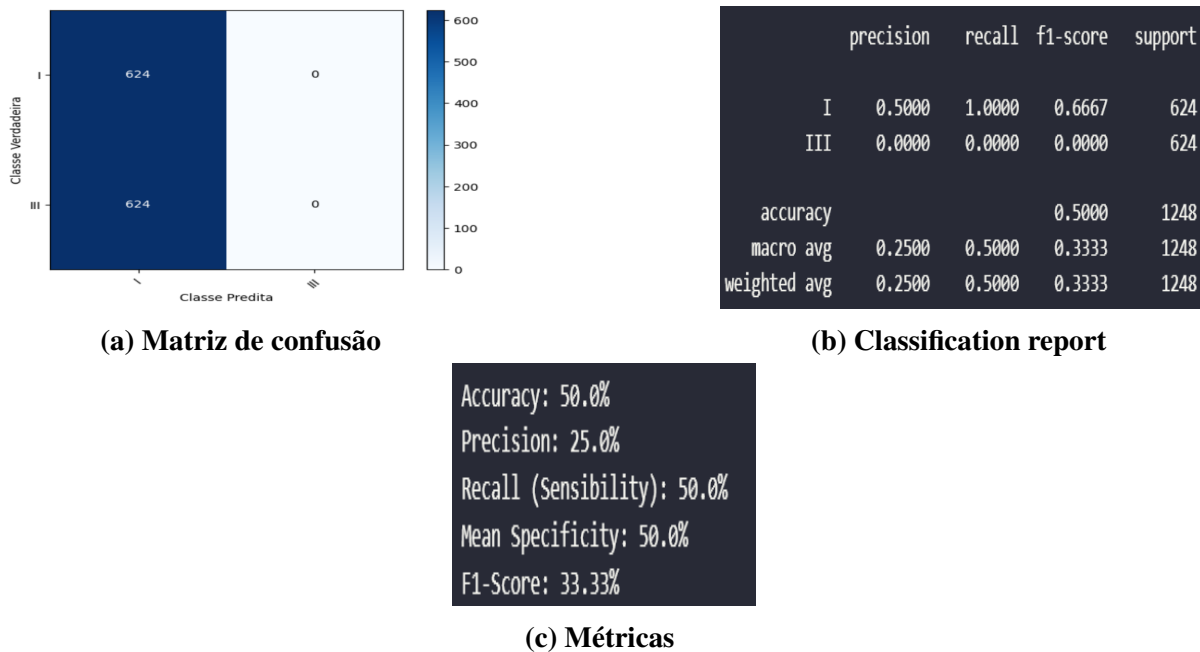 600
I
624
0
500
400
Classe Verdadeira
300
III
624
0
200
100
0
I
III
Classe Predita
(a) Matriz de confusão
precision recall f1-score support
I 0.5000 1.0000 0.6667 624
III 0.0000 0.0000 0.0000 624
accuracy 0.5000 1248
macro avg 0.2500 0.5000 0.3333 1248
weighted avg 0.2500 0.5000 0.3333 1248
(b) Classification report
Accuracy: 50.0%
Precision: 25.0%
Recall (Sensibility): 50.0%
Mean Specificity: 50.0%
F1-Score: 33.33%
(c) Métricas